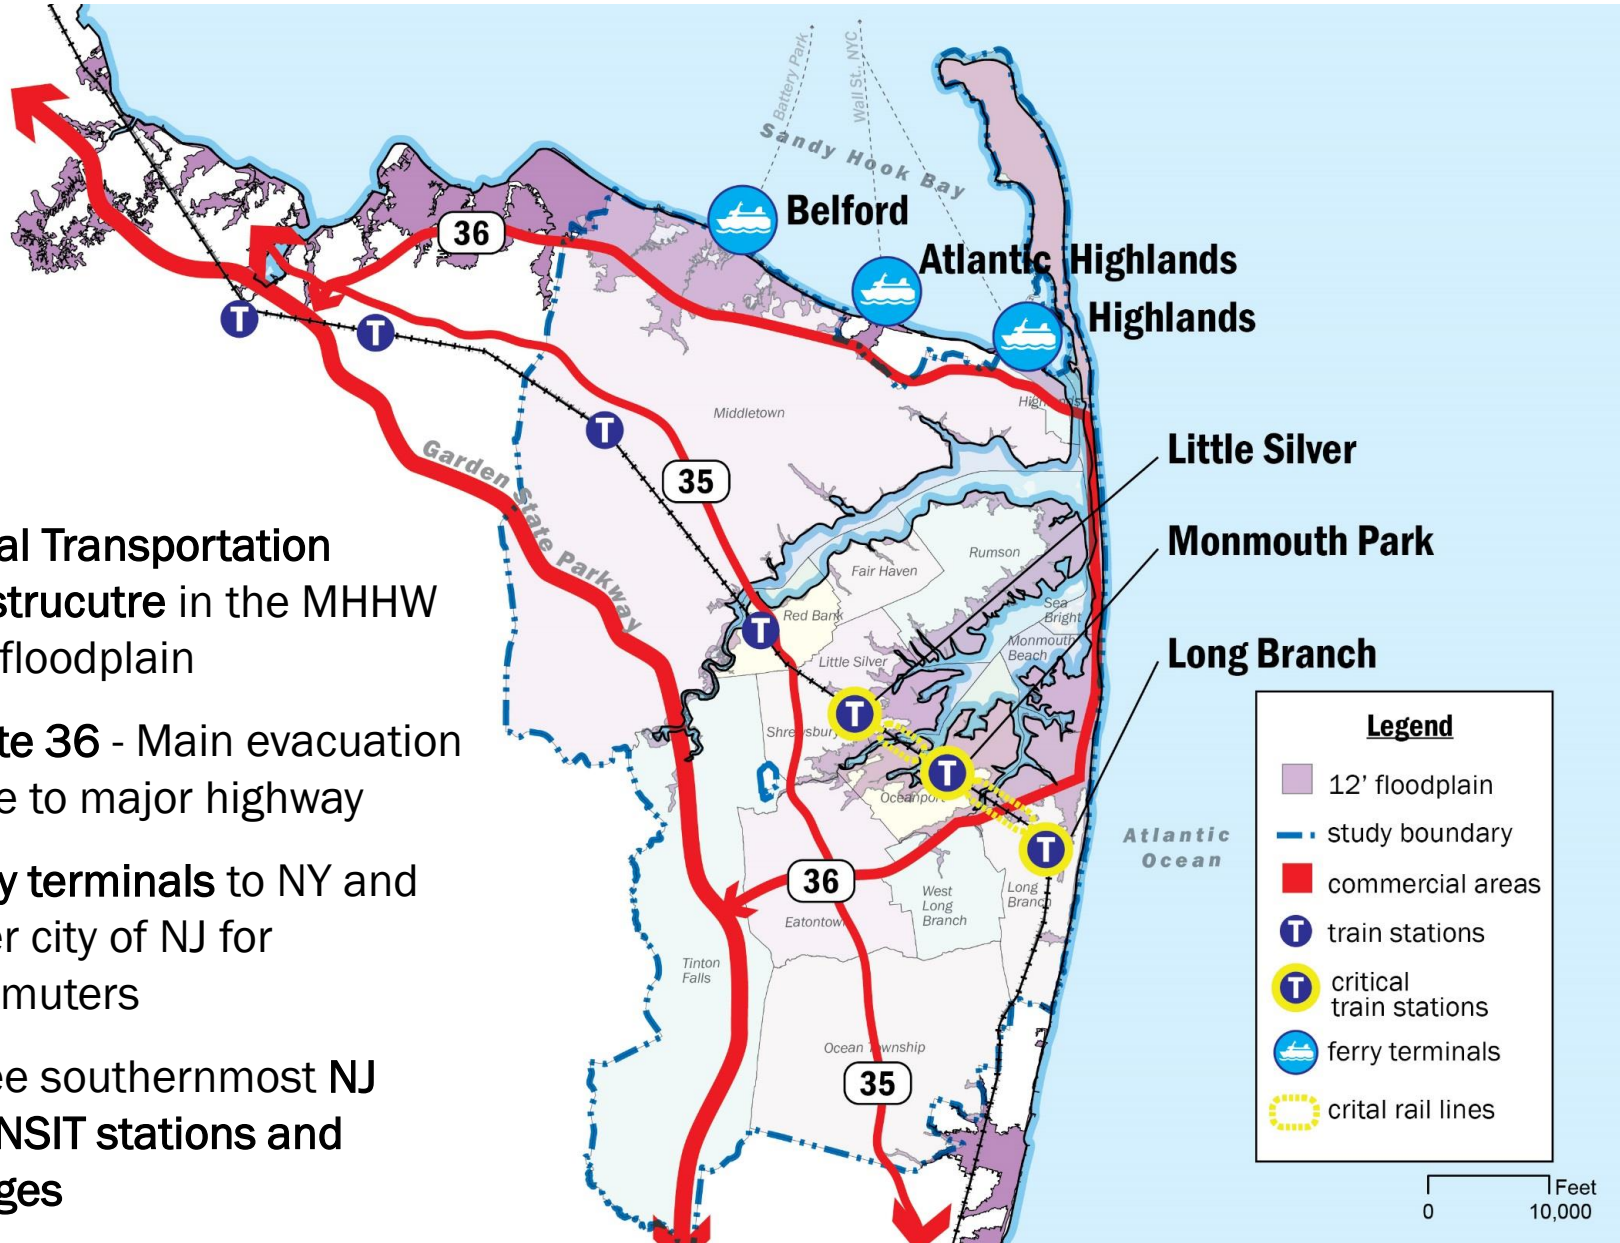 Battery Park
Wall St., NYC
Sandy Hook Bay
Belford
36
Atlantic Highlands
Highlands
Highlands
Middletown
Little Silver
Garden State Parkway
35
Monmouth Park
al Transportation
strucutre in the MHHW
floodplain
Rumson
Fair Haven
Red Bank
Sea
Bright
Monmouth
Beach
Little Silver
Long Branch
te 36 - Main evacuation
e to major highway
Shrewsbury
Oceanport
Atlantic
Ocean
y terminals to NY and
er city of NJ for
muters
36
West
Long
Branch
Long
Branch
Eatontown
Tinton
Falls
Ocean Township
35
ee southernmost NJ
NSIT stations and
ges
Legend
12’ floodplain
study boundary
commercial areas
T train stations
T critical
train stations
ferry terminals
crital rail lines
Feet
0 10,000
T
T
T
T
T
T
T